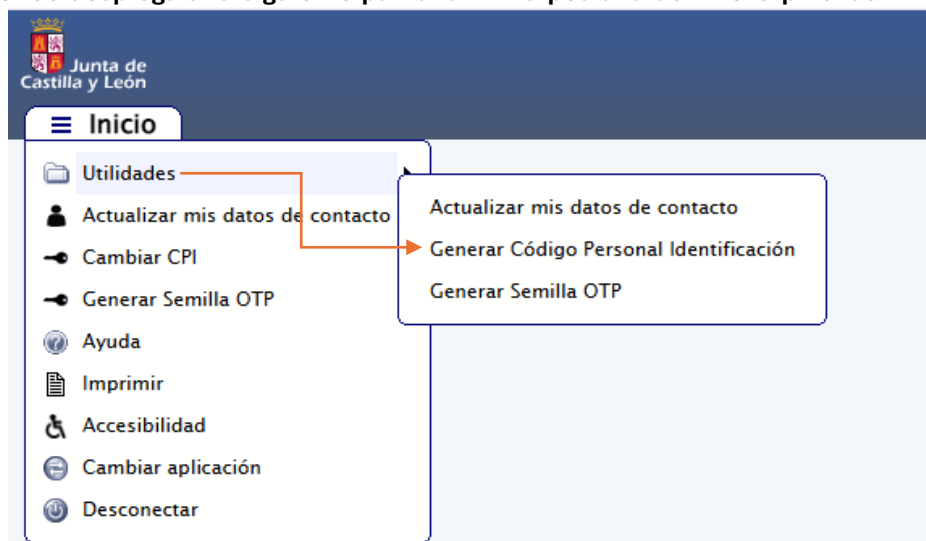 Junta de
Castilla y León
≡ Inicio
Utilidades
Actualizar mis datos de contacto
Cambiar CPI
Generar Semilla OTP
Ayuda
Imprimir
Accesibilidad
Cambiar aplicación
Desconectar
Actualizar mis datos de contacto
Generar Código Personal Identificación
Generar Semilla OTP